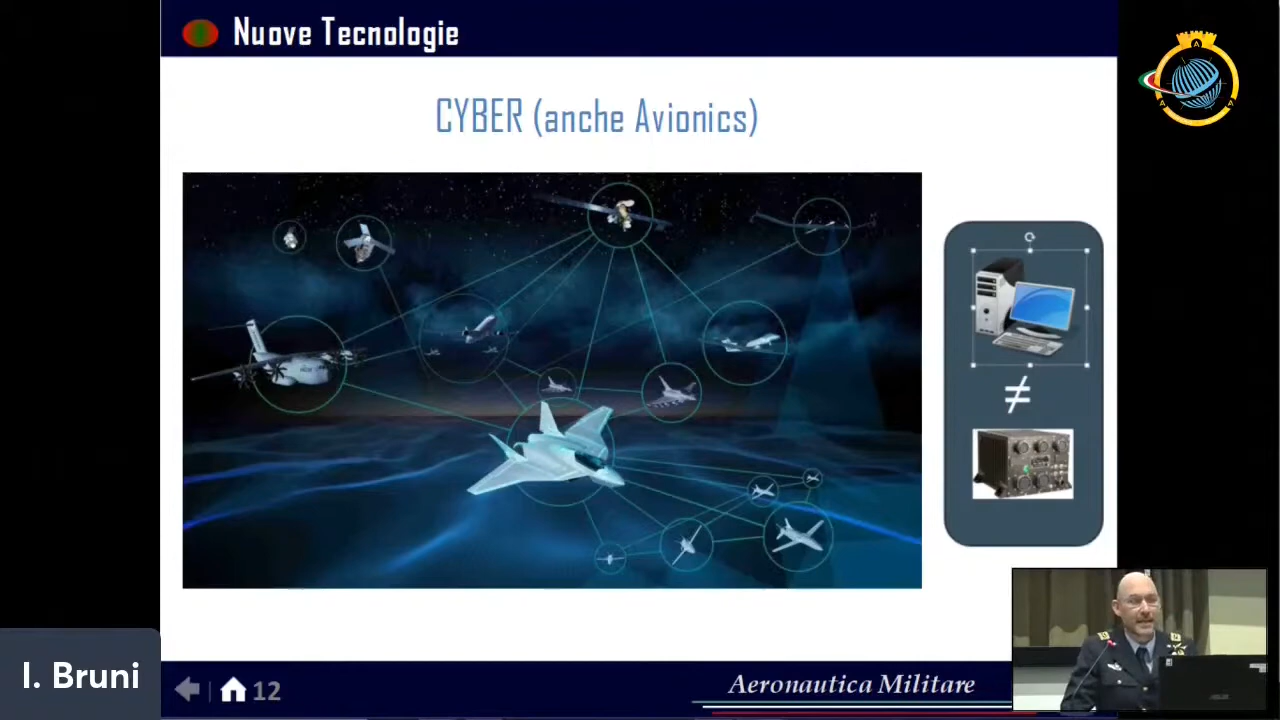 Nuove Tecnologie
CYBER (anche Avionics)
≠
I. Bruni
12
Aeronautica Militare